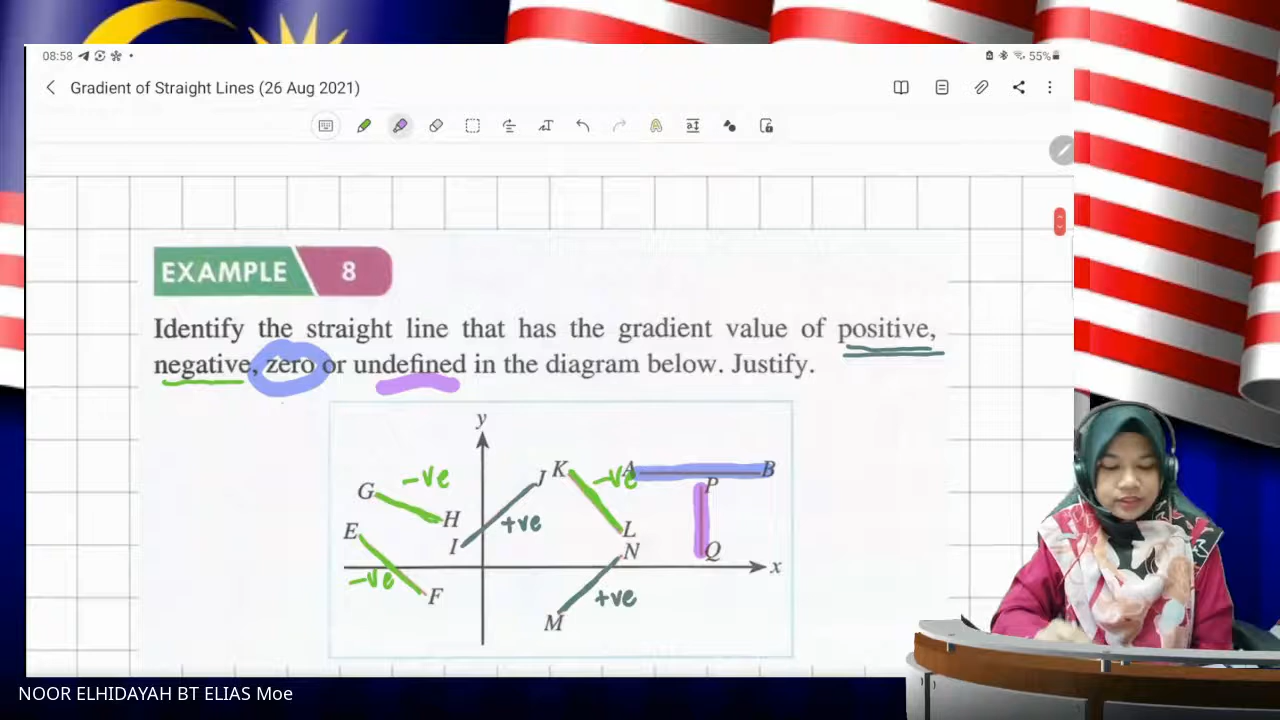 08:58
55%
Gradient of Straight Lines (26 Aug 2021)
EXAMPLE 8
Identify the straight line that has the gradient value of positive,
negative, zero or undefined in the diagram below. Justify.
y
G
-ve
H
E
-ve
F
I
J
+ve
K
-ve
L
A
B
P
Q
N
M
+ve
x
NOOR ELHIDAYAH BT ELIAS Moe